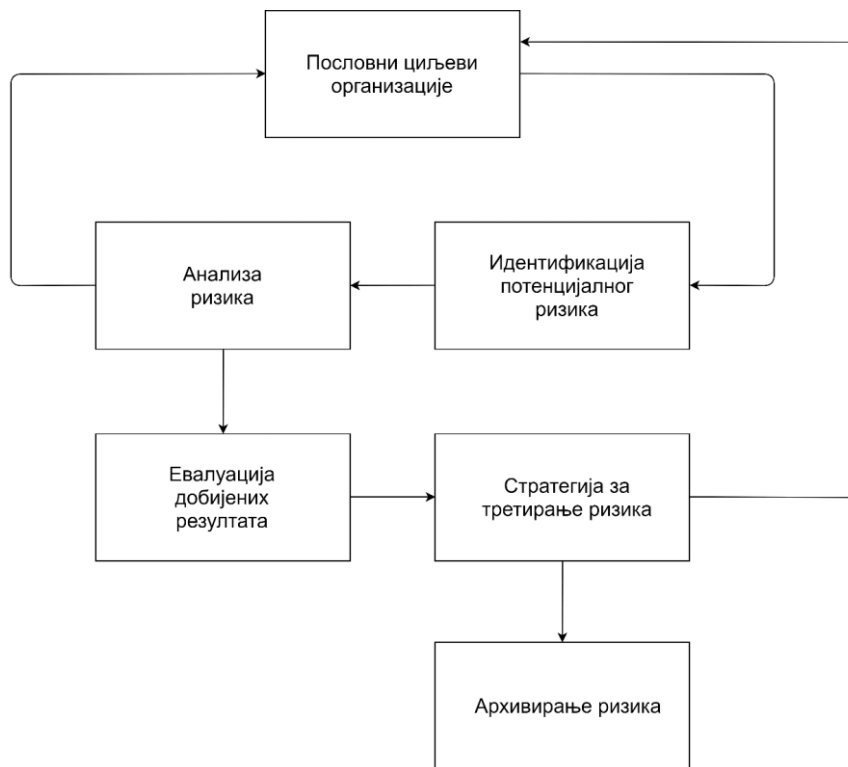 Пословни циљеви
организације
Анализа
ризика
Идентификација
потенцијалног
ризика
Евалуација
добијених
резултата
Стратегија за
третирање ризика
Архивирање ризика